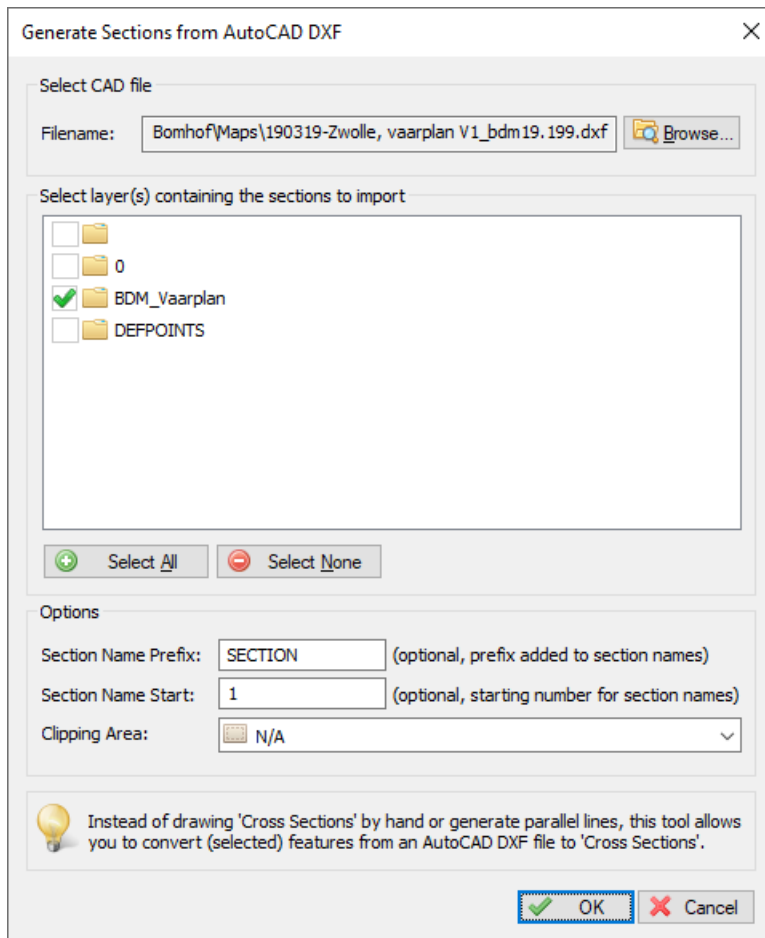 Generate Sections from AutoCAD DXF
Select CAD file
Filename: Bomhof\Maps\190319-Zwolle, vaarplan V1_bdm19.199.dxf Browse...
Select layer(s) containing the sections to import
0
BDM_Vaarplan
DEFPOINTS
Select All Select None
Options
Section Name Prefix: SECTION (optional, prefix added to section names)
Section Name Start: 1 (optional, starting number for section names)
Clipping Area: N/A
Instead of drawing 'Cross Sections' by hand or generate parallel lines, this tool allows
you to convert (selected) features from an AutoCAD DXF file to 'Cross Sections'.
OK Cancel